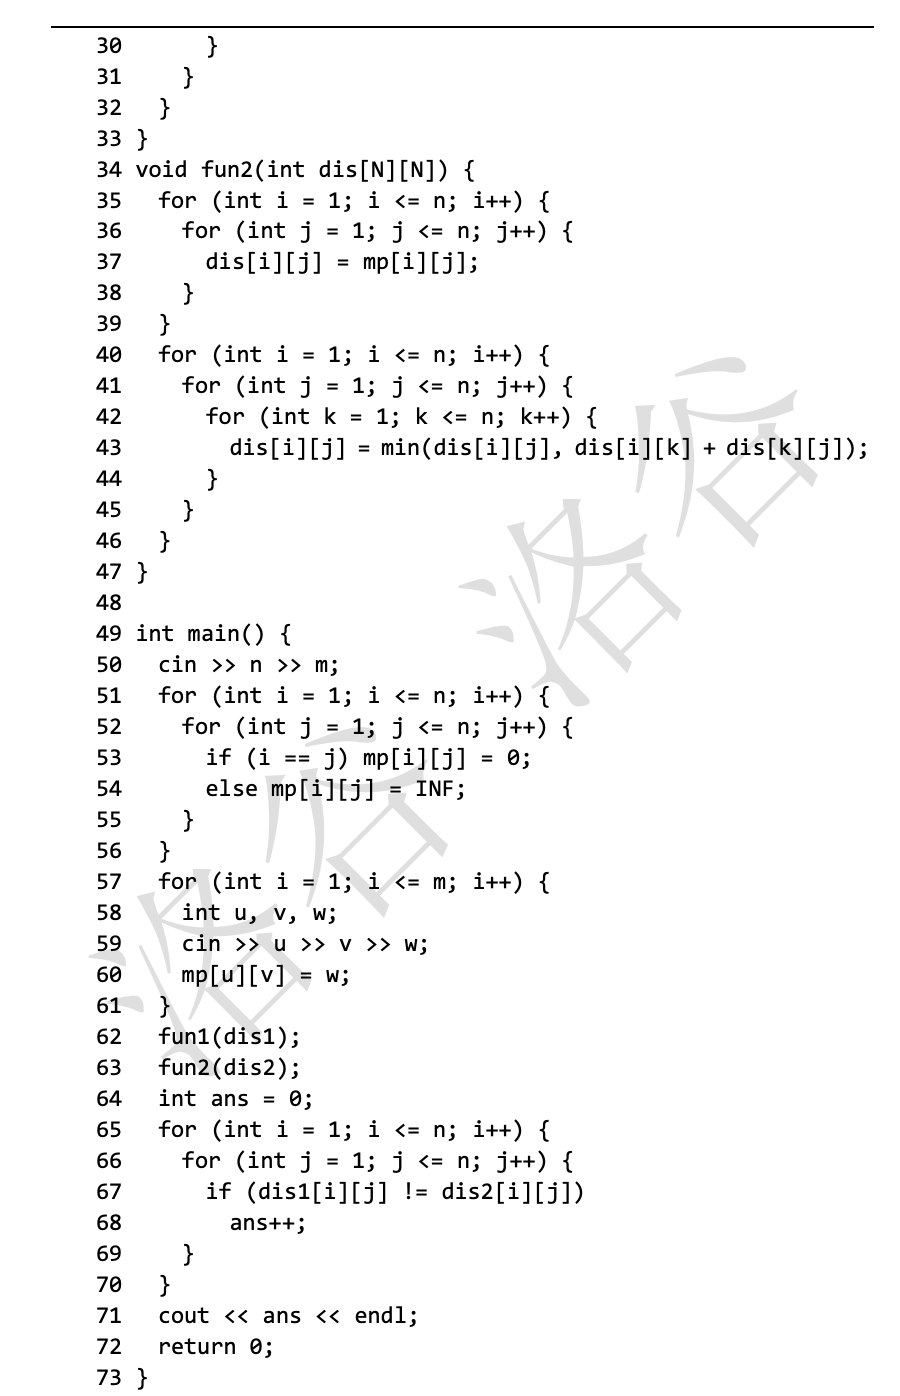 30       }
31     }
32   }
33 }
34 void fun2(int dis[N][N]) {
35   for (int i = 1; i <= n; i++) {
36     for (int j = 1; j <= n; j++) {
37       dis[i][j] = mp[i][j];
38     }
39   }
40   for (int i = 1; i <= n; i++) {
41     for (int j = 1; j <= n; j++) {
42       for (int k = 1; k <= n; k++) {
43         dis[i][j] = min(dis[i][j], dis[i][k] + dis[k][j]);
44       }
45     }
46   }
47 }
48
49 int main() {
50   cin >> n >> m;
51   for (int i = 1; i <= n; i++) {
52     for (int j = 1; j <= n; j++) {
53       if (i == j) mp[i][j] = 0;
54       else mp[i][j] = INF;
55     }
56   }
57   for (int i = 1; i <= m; i++) {
58     int u, v, w;
59     cin >> u >> v >> w;
60     mp[u][v] = w;
61   }
62   fun1(dis1);
63   fun2(dis2);
64   int ans = 0;
65   for (int i = 1; i <= n; i++) {
66     for (int j = 1; j <= n; j++) {
67       if (dis1[i][j] != dis2[i][j])
68         ans++;
69     }
70   }
71   cout << ans << endl;
72   return 0;
73 }
洛谷
洛谷